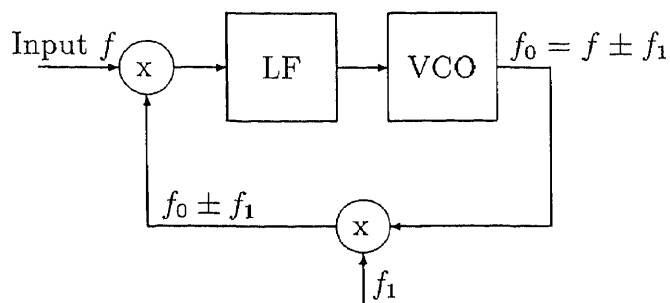 Input f
x
LF
VCO
f₀ = f ± f₁
f₀ ± f₁
x
f₁